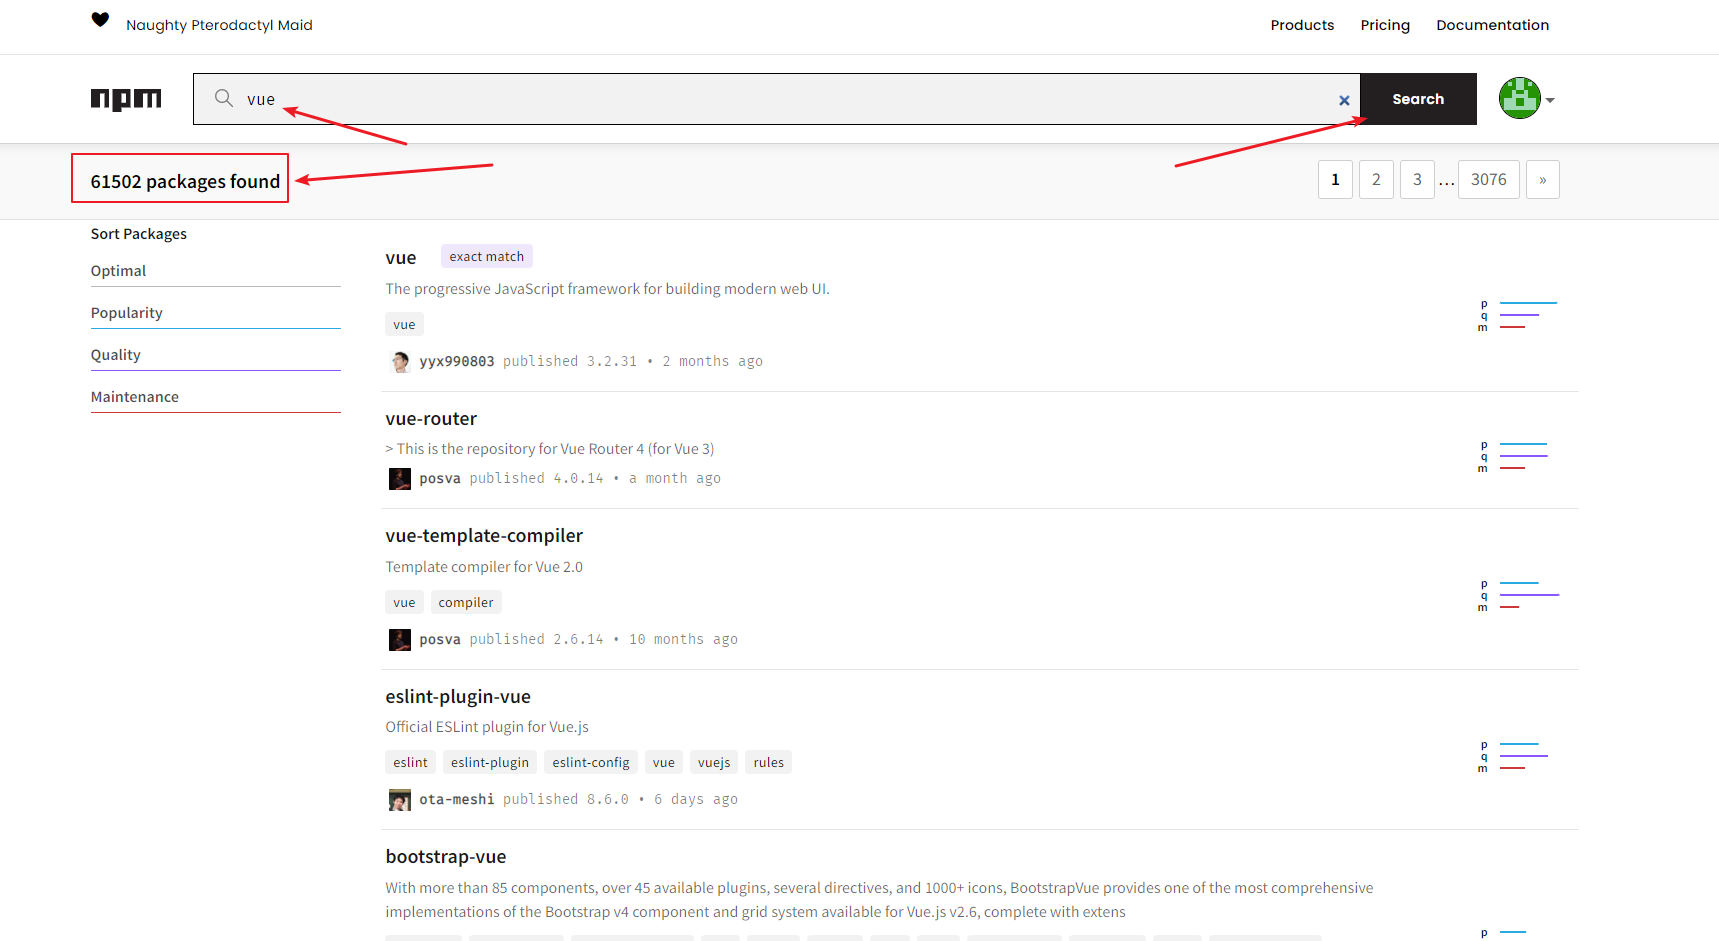 Naughty Pterodactyl Maid
Products Pricing Documentation
npm
vue
× Search
61502 packages found
1 2 3 ... 3076 »
Sort Packages
Optimal
Popularity
Quality
Maintenance
vue exact match
The progressive JavaScript framework for building modern web UI.
vue
yyx990803 published 3.2.31 • 2 months ago
p
q
m
vue-router
> This is the repository for Vue Router 4 (for Vue 3)
posva published 4.0.14 • a month ago
p
q
m
vue-template-compiler
Template compiler for Vue 2.0
vue compiler
posva published 2.6.14 • 10 months ago
p
q
m
eslint-plugin-vue
Official ESLint plugin for Vue.js
eslint eslint-plugin eslint-config vue vuejs rules
ota-meshi published 8.6.0 • 6 days ago
p
q
m
bootstrap-vue
With more than 85 components, over 45 available plugins, several directives, and 1000+ icons, BootstrapVue provides one of the most comprehensive
implementations of the Bootstrap v4 component and grid system available for Vue.js v2.6, complete with extens
p